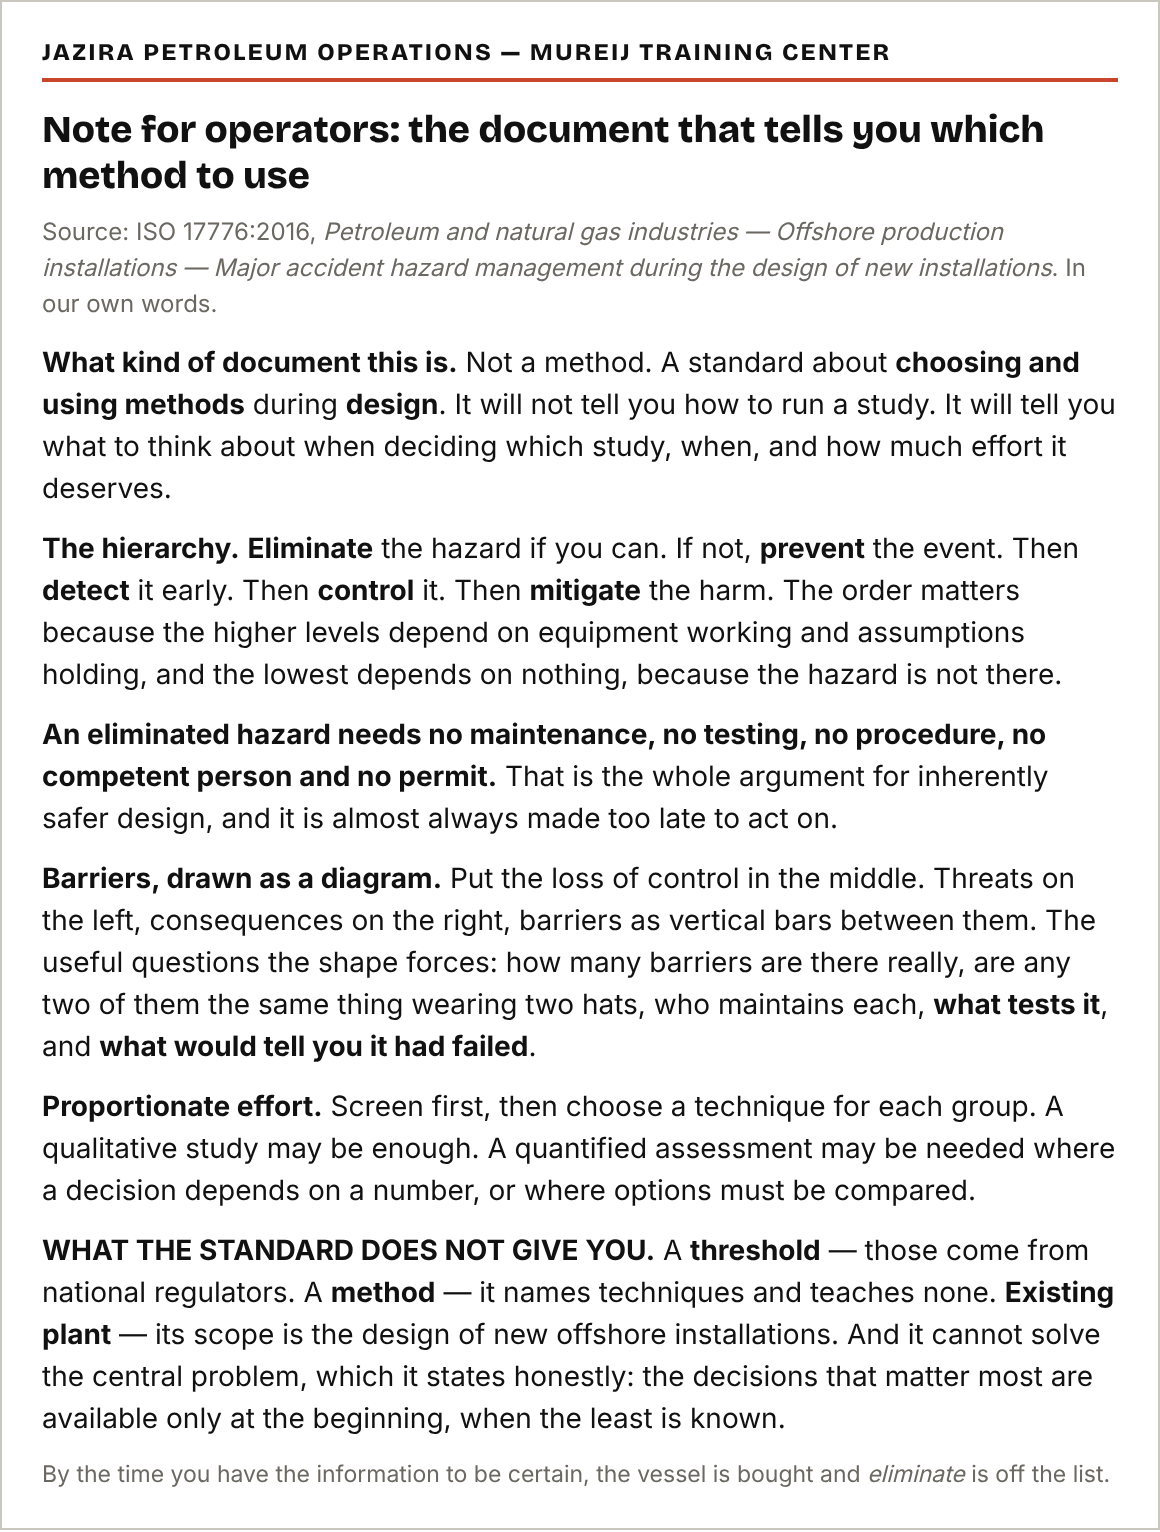 JAZIRA PETROLEUM OPERATIONS — MUREIJ TRAINING CENTER
Note for operators: the document that tells you which
method to use
Source: ISO 17776:2016, Petroleum and natural gas industries — Offshore production
installations — Major accident hazard management during the design of new installations. In
our own words.
What kind of document this is. Not a method. A standard about choosing and
using methods during design. It will not tell you how to run a study. It will tell you
what to think about when deciding which study, when, and how much effort it
deserves.
The hierarchy. Eliminate the hazard if you can. If not, prevent the event. Then
detect it early. Then control it. Then mitigate the harm. The order matters
because the higher levels depend on equipment working and assumptions
holding, and the lowest depends on nothing, because the hazard is not there.
An eliminated hazard needs no maintenance, no testing, no procedure, no
competent person and no permit. That is the whole argument for inherently
safer design, and it is almost always made too late to act on.
Barriers, drawn as a diagram. Put the loss of control in the middle. Threats on
the left, consequences on the right, barriers as vertical bars between them. The
useful questions the shape forces: how many barriers are there really, are any
two of them the same thing wearing two hats, who maintains each, what tests it,
and what would tell you it had failed.
Proportionate effort. Screen first, then choose a technique for each group. A
qualitative study may be enough. A quantified assessment may be needed where
a decision depends on a number, or where options must be compared.
WHAT THE STANDARD DOES NOT GIVE YOU. A threshold — those come from
national regulators. A method — it names techniques and teaches none. Existing
plant — its scope is the design of new offshore installations. And it cannot solve
the central problem, which it states honestly: the decisions that matter most are
available only at the beginning, when the least is known.
By the time you have the information to be certain, the vessel is bought and eliminate is off the list.